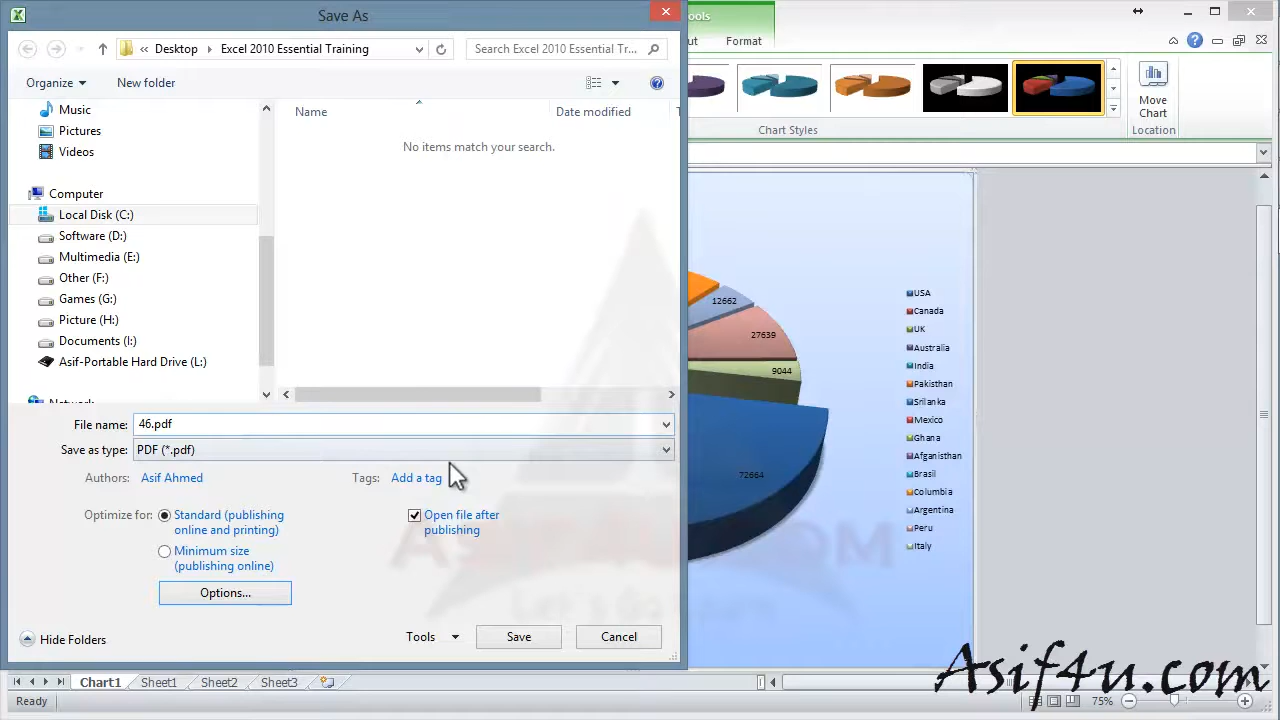 Save As
ools
Desktop
Excel 2010 Essential Training
Search Excel 2010 Essential Tr...
ut
Format
Organize
New folder
Move
Chart
Chart Styles
Location
Music
Pictures
Videos
Computer
Local Disk (C:)
Software (D:)
Multimedia (E:)
Other (F:)
Games (G:)
Picture (H:)
Documents (I:)
Asif-Portable Hard Drive (L:)
Network
Name
Date modified
T
No items match your search.
File name:
46.pdf
Save as type:
PDF (*.pdf)
Authors:
Asif Ahmed
Tags:
Add a tag
Optimize for:
Standard (publishing
online and printing)
Minimum size
(publishing online)
Open file after
publishing
Options...
Hide Folders
Tools
Save
Cancel
12662
27639
9044
72664
USA
Canada
UK
Australia
India
Pakisthan
Srilanka
Mexico
Ghana
Afganisthan
Brasil
Columbia
Argentina
Peru
Italy
Chart1
Sheet1
Sheet2
Sheet3
Ready
75%
Asif4u.com